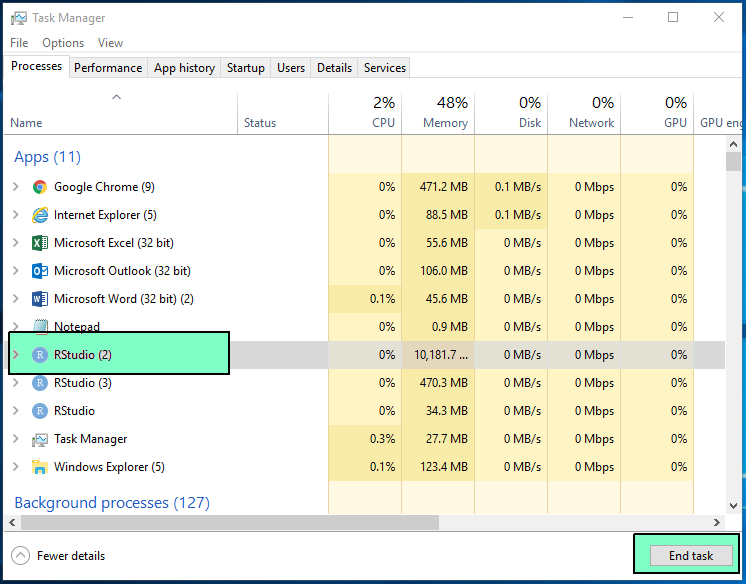 Task Manager
File Options View
Processes Performance App history Startup Users Details Services
2% 48% 0% 0% 0%
Name Status CPU Memory Disk Network GPU GPU eng
Apps (11)
Google Chrome (9) 0% 471.2 MB 0.1 MB/s 0 Mbps 0%
Internet Explorer (5) 0% 88.5 MB 0.1 MB/s 0 Mbps 0%
Microsoft Excel (32 bit) 0% 55.6 MB 0 MB/s 0 Mbps 0%
Microsoft Outlook (32 bit) 0% 106.0 MB 0 MB/s 0 Mbps 0%
Microsoft Word (32 bit) (2) 0.1% 45.6 MB 0 MB/s 0 Mbps 0%
Notepad 0% 0.9 MB 0 MB/s 0 Mbps 0%
RStudio (2) 0% 10,181.7 ... 0 MB/s 0 Mbps 0%
RStudio (3) 0% 470.3 MB 0 MB/s 0 Mbps 0%
RStudio 0% 34.3 MB 0 MB/s 0 Mbps 0%
Task Manager 0.3% 27.7 MB 0 MB/s 0 Mbps 0%
Windows Explorer (5) 0.1% 123.4 MB 0 MB/s 0 Mbps 0%
Background processes (127)
Fewer details End task